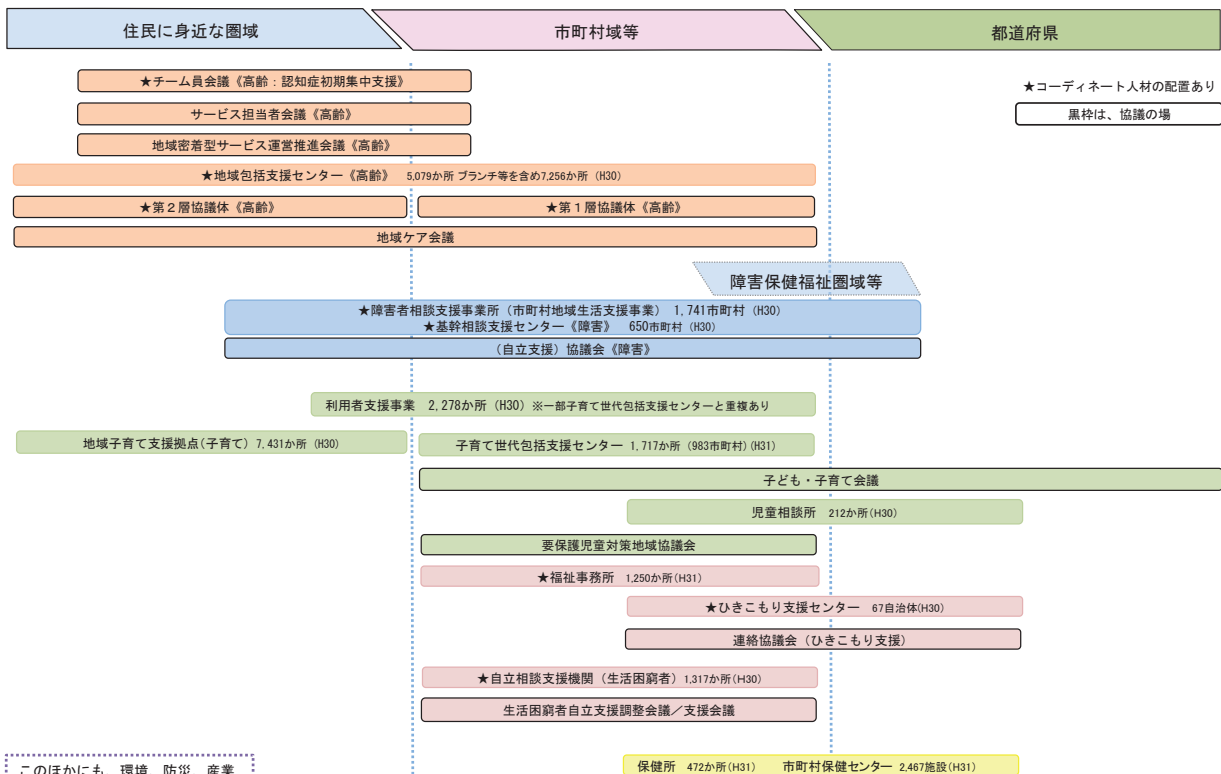 住民に身近な圏域
市町村域等
都道府県
★チーム員会議《高齢：認知症初期集中支援》
★コーディネート人材の配置あり
サービス担当者会議《高齢》
黒枠は、協議の場
地域密着型サービス運営推進会議《高齢》
★地域包括支援センター《高齢》 5,079か所 ブランチ等を含め7,256か所 (H30)
★第２層協議体《高齢》
★第１層協議体《高齢》
地域ケア会議
障害保健福祉圏域等
★障害者相談支援事業所（市町村地域生活支援事業） 1,741市町村 (H30)
★基幹相談支援センター《障害》 650市町村 (H30)
（自立支援）協議会《障害》
利用者支援事業 2,278か所 (H30) ※一部子育て世代包括支援センターと重複あり
地域子育て支援拠点(子育て) 7,431か所 (H30)
子育て世代包括支援センター 1,717か所 (983市町村) (H31)
子ども・子育て会議
児童相談所 212か所(H30)
要保護児童対策地域協議会
★福祉事務所 1,250か所(H31)
★ひきこもり支援センター 67自治体(H30)
連絡協議会（ひきこもり支援）
★自立相談支援機関（生活困窮者） 1,317か所(H30)
生活困窮者自立支援調整会議／支援会議
このほかにも、環境、防災、産業
保健所 472か所(H31) 市町村保健センター 2,467施設(H31)